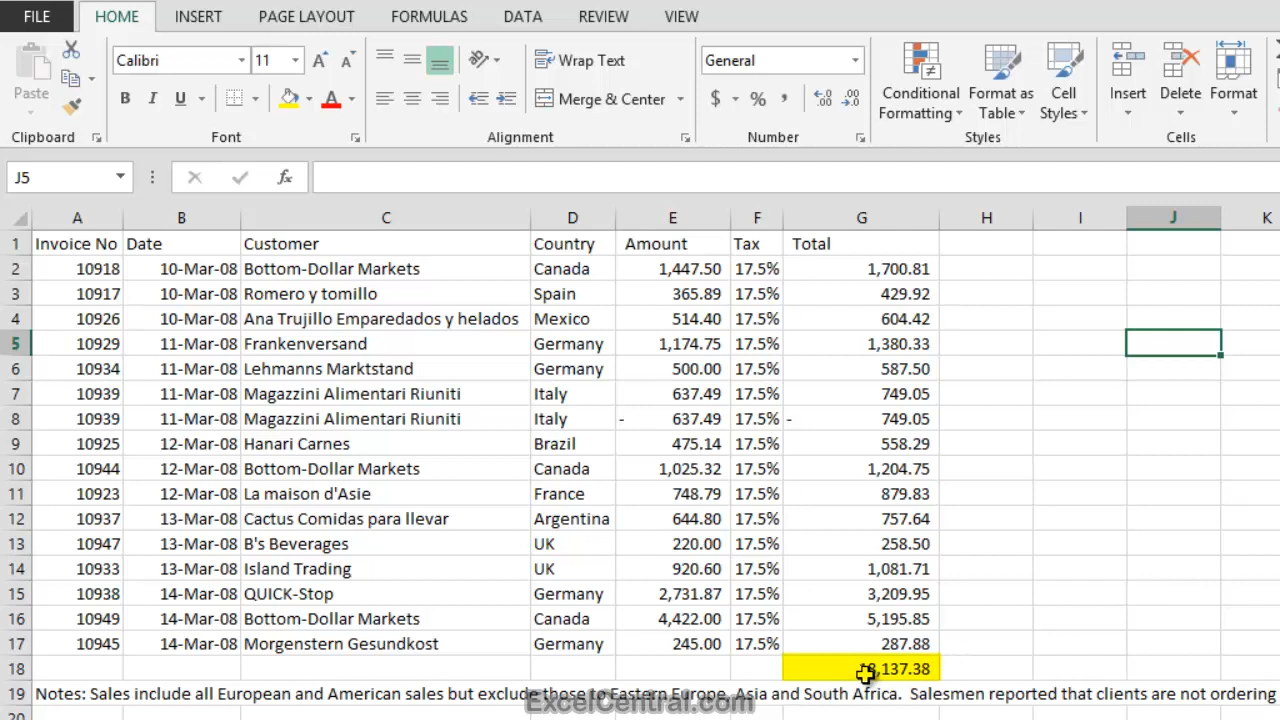 FILE HOME INSERT PAGE LAYOUT FORMULAS DATA REVIEW VIEW
Calibri 11 A A Wrap Text General
Paste B I U A Merge & Center $ % , Conditional Formatting Format as Table Cell Styles Insert Delete Format
Clipboard Font Alignment Number Styles Cells
J5 fx
A B C D E F G H I J K
1 Invoice No Date Customer Country Amount Tax Total
2 10918 10-Mar-08 Bottom-Dollar Markets Canada 1,447.50 17.5% 1,700.81
3 10917 10-Mar-08 Romero y tomillo Spain 365.89 17.5% 429.92
4 10926 10-Mar-08 Ana Trujillo Emparedados y helados Mexico 514.40 17.5% 604.42
5 10929 11-Mar-08 Frankenversand Germany 1,174.75 17.5% 1,380.33
6 10934 11-Mar-08 Lehmanns Marktstand Germany 500.00 17.5% 587.50
7 10939 11-Mar-08 Magazzini Alimentari Riuniti Italy 637.49 17.5% 749.05
8 10939 11-Mar-08 Magazzini Alimentari Riuniti Italy - 637.49 17.5% - 749.05
9 10925 12-Mar-08 Hanari Carnes Brazil 475.14 17.5% 558.29
10 10944 12-Mar-08 Bottom-Dollar Markets Canada 1,025.32 17.5% 1,204.75
11 10923 12-Mar-08 La maison d'Asie France 748.79 17.5% 879.83
12 10937 13-Mar-08 Cactus Comidas para llevar Argentina 644.80 17.5% 757.64
13 10947 13-Mar-08 B's Beverages UK 220.00 17.5% 258.50
14 10933 13-Mar-08 Island Trading UK 920.60 17.5% 1,081.71
15 10938 14-Mar-08 QUICK-Stop Germany 2,731.87 17.5% 3,209.95
16 10949 14-Mar-08 Bottom-Dollar Markets Canada 4,422.00 17.5% 5,195.85
17 10945 14-Mar-08 Morgenstern Gesundkost Germany 245.00 17.5% 287.88
18
19 Notes: Sales include all European and American sales but exclude those to Eastern Europe, Asia and South Africa. Salesmen reported that clients are not ordering
ExcelCentral.com